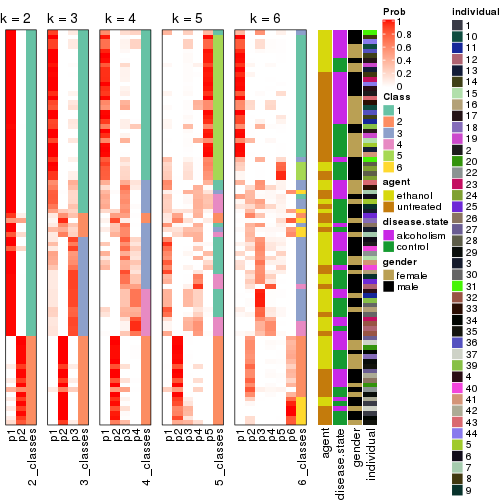 k = 2
k = 3
k = 4
k = 5
k = 6
p1
p2
2_classes
p1
p2
p3
3_classes
p1
p2
p3
p4
4_classes
p1
p2
p3
p4
p5
5_classes
p1
p2
p3
p4
p5
p6
6_classes
agent
disease.state
gender
individual
Prob
1
0.8
0.6
0.4
0.2
0
Class
1
2
3
4
5
6
agent
ethanol
untreated
disease.state
alcoholism
control
gender
female
male
individual
1
10
11
12
13
14
15
16
17
18
19
2
20
22
23
24
25
26
27
28
29
3
30
31
32
33
34
35
36
37
39
4
40
41
42
43
44
5
6
7
8
9